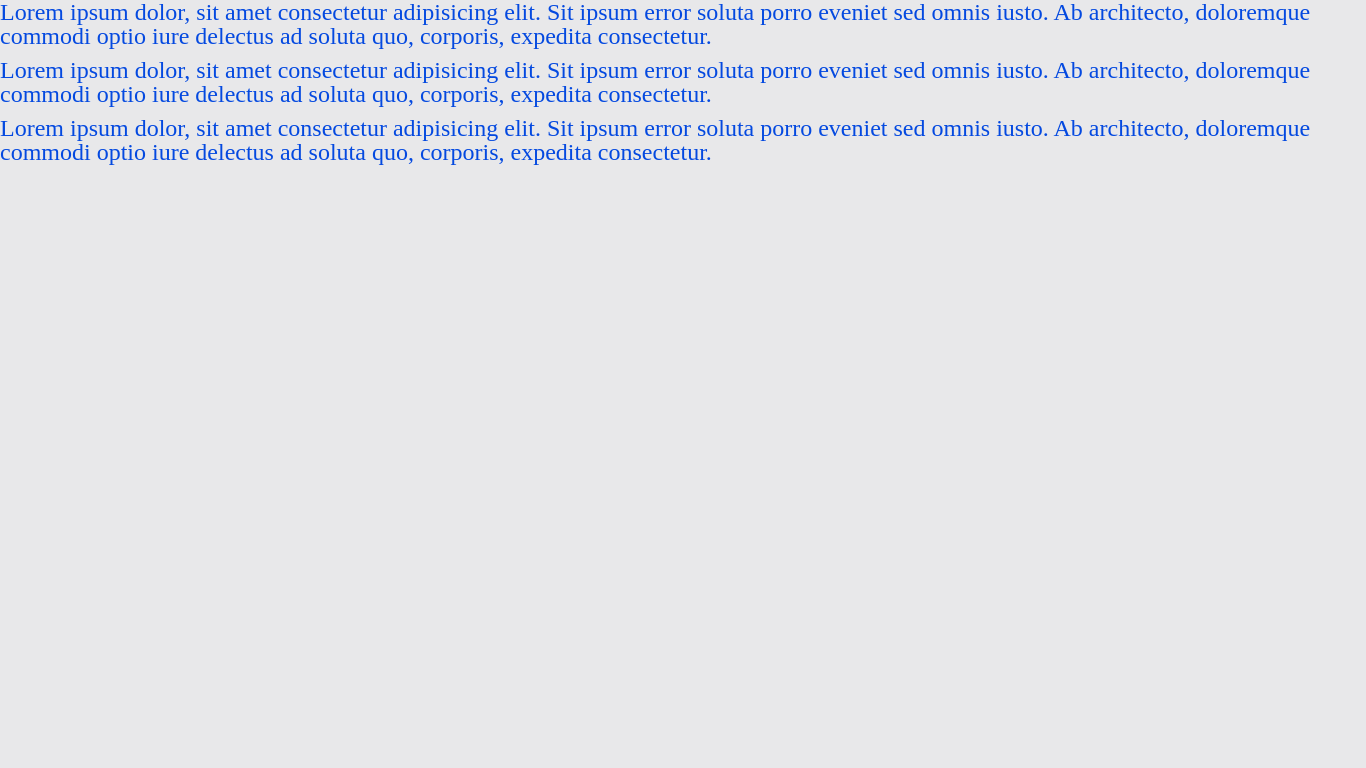 Lorem ipsum dolor, sit amet consectetur adipisicing elit. Sit ipsum error soluta porro eveniet sed omnis iusto. Ab architecto, doloremque
commodi optio iure delectus ad soluta quo, corporis, expedita consectetur.
Lorem ipsum dolor, sit amet consectetur adipisicing elit. Sit ipsum error soluta porro eveniet sed omnis iusto. Ab architecto, doloremque
commodi optio iure delectus ad soluta quo, corporis, expedita consectetur.
Lorem ipsum dolor, sit amet consectetur adipisicing elit. Sit ipsum error soluta porro eveniet sed omnis iusto. Ab architecto, doloremque
commodi optio iure delectus ad soluta quo, corporis, expedita consectetur.